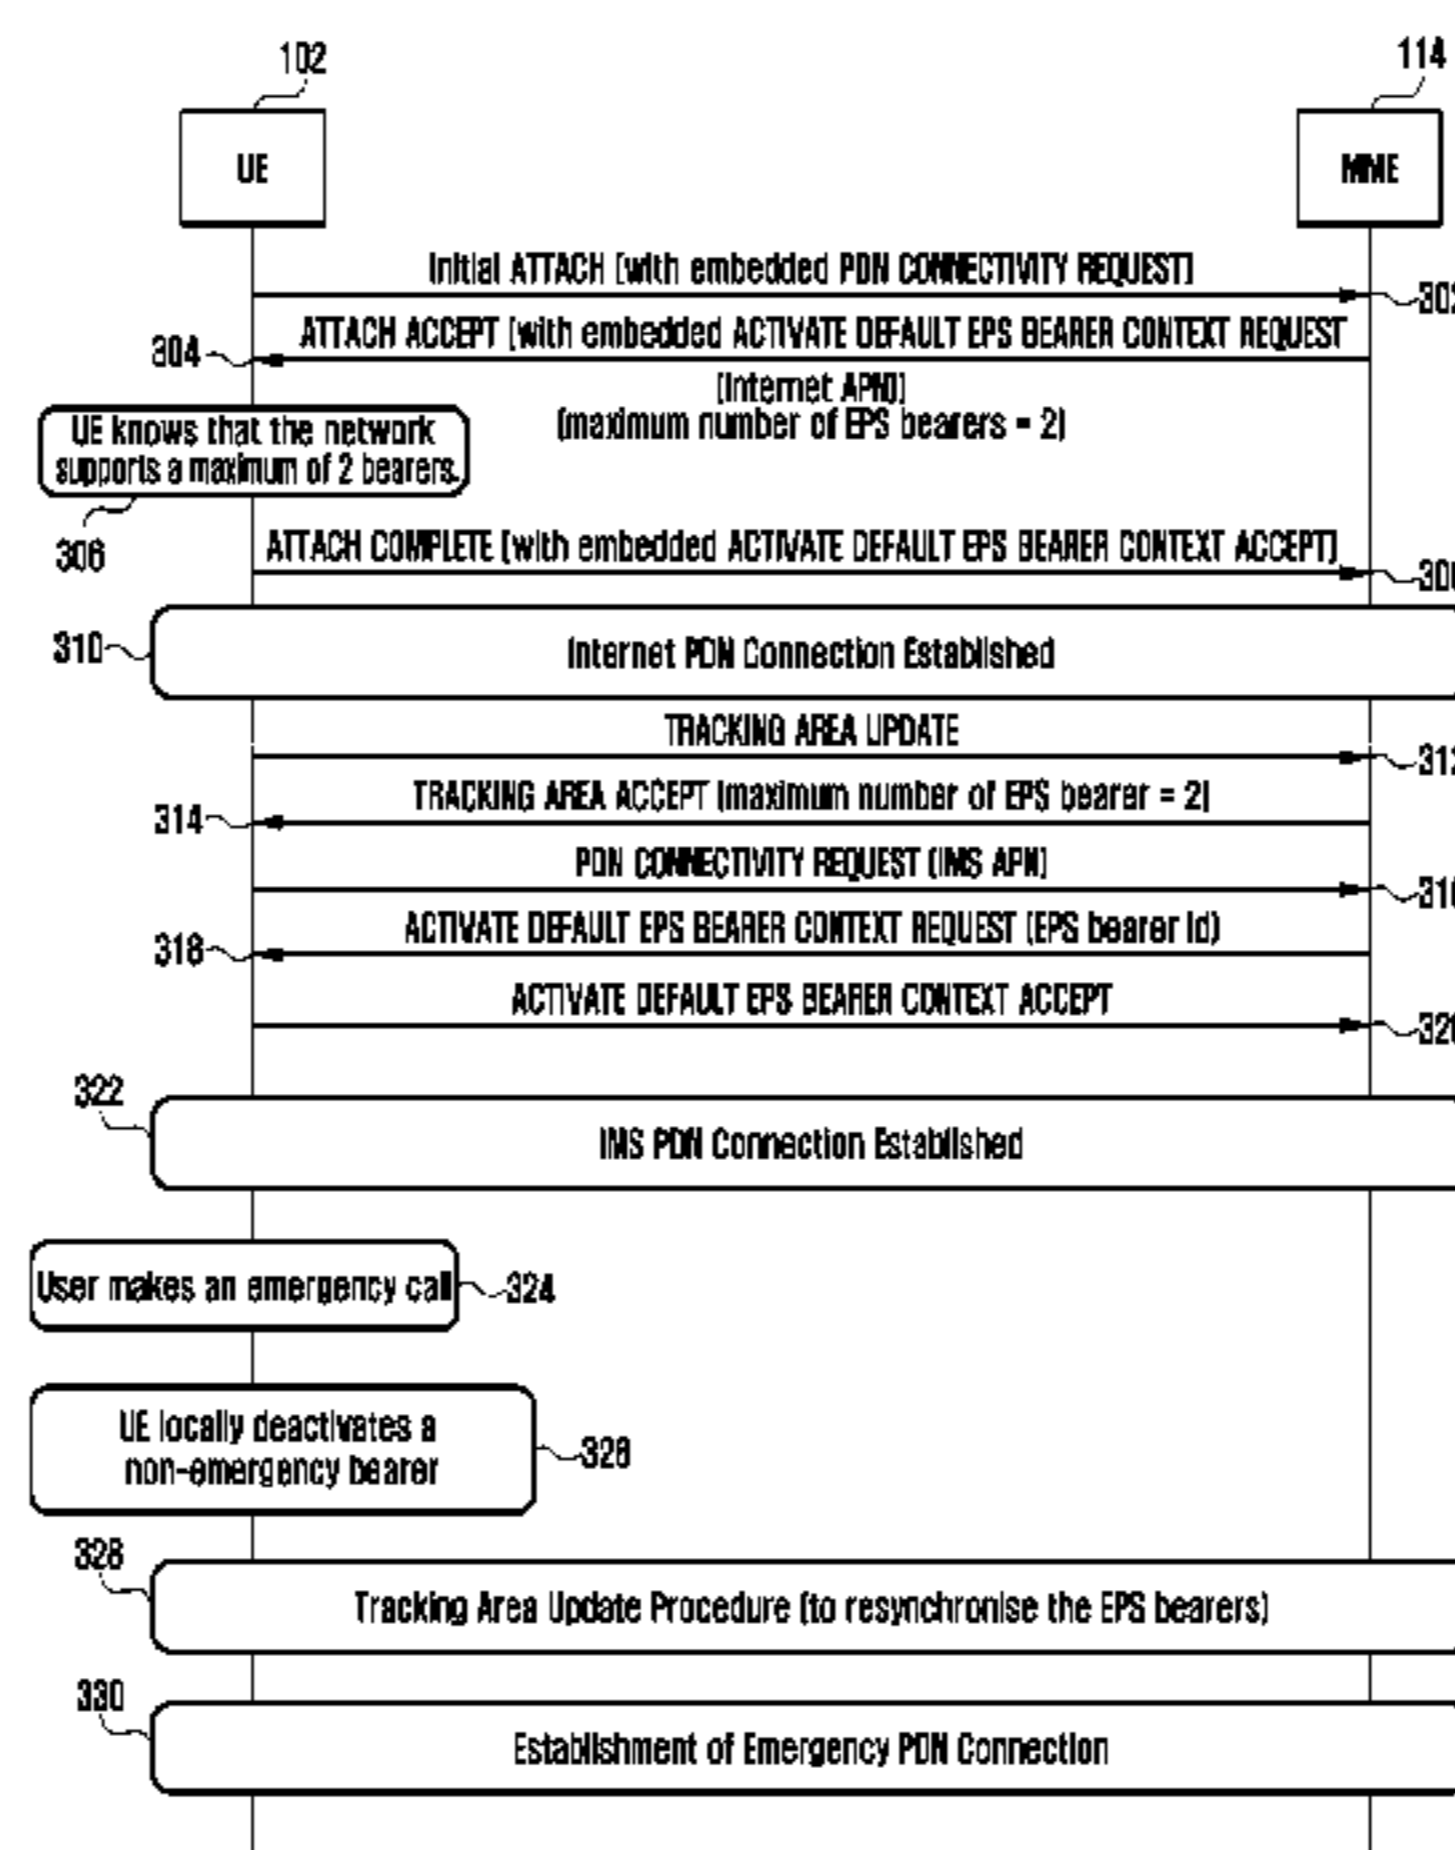 102
114
UE
MME
Initial ATTACH (with embedded PDN CONNECTIVITY REQUEST)
302
ATTACH ACCEPT (with embedded ACTIVATE DEFAULT EPS BEARER CONTEXT REQUEST
304
(Internet APN))
(maximum number of EPS bearers = 2)
UE knows that the network
supports a maximum of 2 bearers.
306
ATTACH COMPLETE (with embedded ACTIVATE DEFAULT EPS BEARER CONTEXT ACCEPT)
310
Internet PDN Connection Established
TRACKING AREA UPDATE
312
TRACKING AREA ACCEPT (maximum number of EPS bearer = 2)
314
PDN CONNECTIVITY REQUEST (IMS APN)
316
ACTIVATE DEFAULT EPS BEARER CONTEXT REQUEST (EPS bearer id)
318
ACTIVATE DEFAULT EPS BEARER CONTEXT ACCEPT
320
322
IMS PDN Connection Established
User makes an emergency call
324
UE locally deactivates a
non-emergency bearer
326
328
Tracking Area Update Procedure (to resynchronise the EPS bearers)
330
Establishment of Emergency PDN Connection